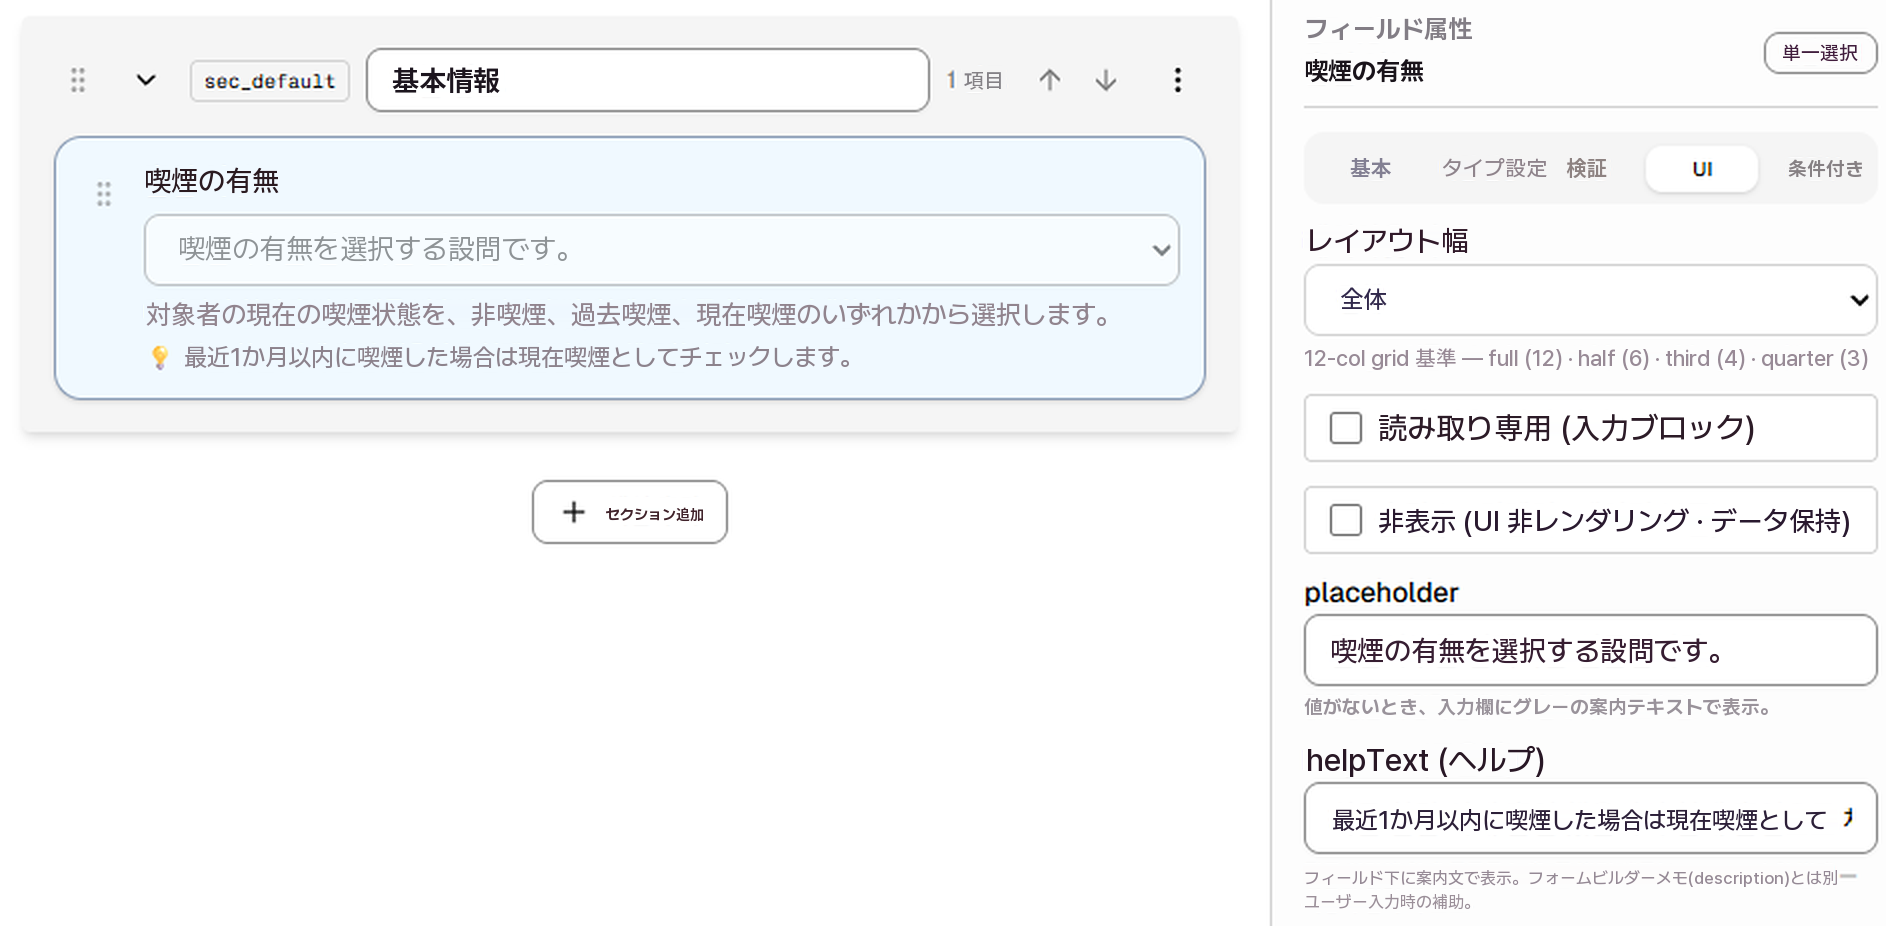 sec_default
基本情報
1 項目
喫煙の有無
喫煙の有無を選択する設問です。
対象者の現在の喫煙状態を、非喫煙、過去喫煙、現在喫煙のいずれかから選択します。
最近1か月以内に喫煙した場合は現在喫煙としてチェックします。
セクション追加
フィールド属性
喫煙の有無
単一選択
基本 タイプ設定 検証 UI 条件付き
レイアウト幅
全体
12-col grid 基準 — full (12) · half (6) · third (4) · quarter (3)
読み取り専用 (入力ブロック)
非表示 (UI 非レンダリング · データ保持)
placeholder
喫煙の有無を選択する設問です。
値がないとき、入力欄にグレーの案内テキストで表示。
helpText (ヘルプ)
最近1か月以内に喫煙した場合は現在喫煙として
フィールド下に案内文で表示。フォームビルダーメモ(description)とは別一
ユーザー入力時の補助。